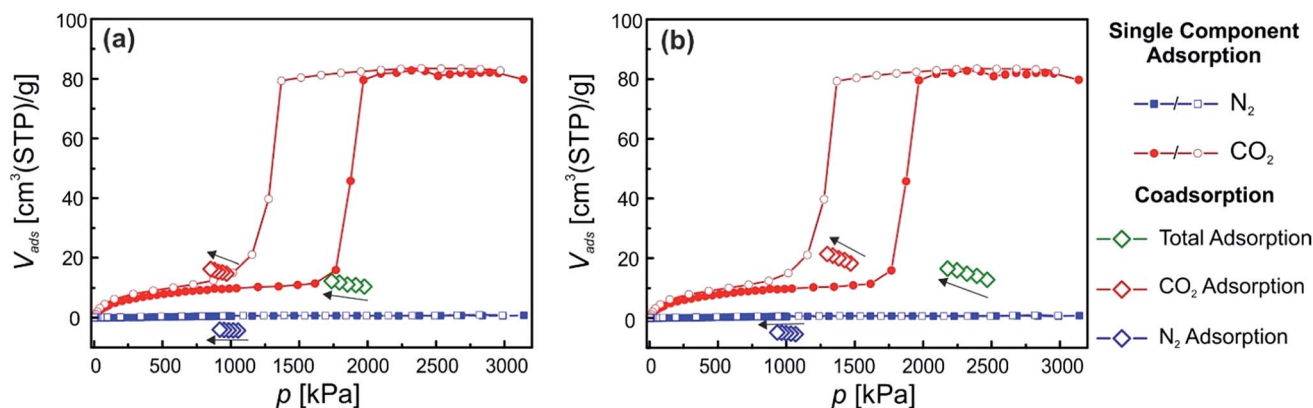 (a)
V_ads [cm³(STP)/g]
100
80
60
40
20
0
0 500 1000 1500 2000 2500 3000
p [kPa]
(b)
V_ads [cm³(STP)/g]
100
80
60
40
20
0
0 500 1000 1500 2000 2500 3000
p [kPa]
Single Component
Adsorption
/ N₂
/ CO₂
Coadsorption
Total Adsorption
CO₂ Adsorption
N₂ Adsorption